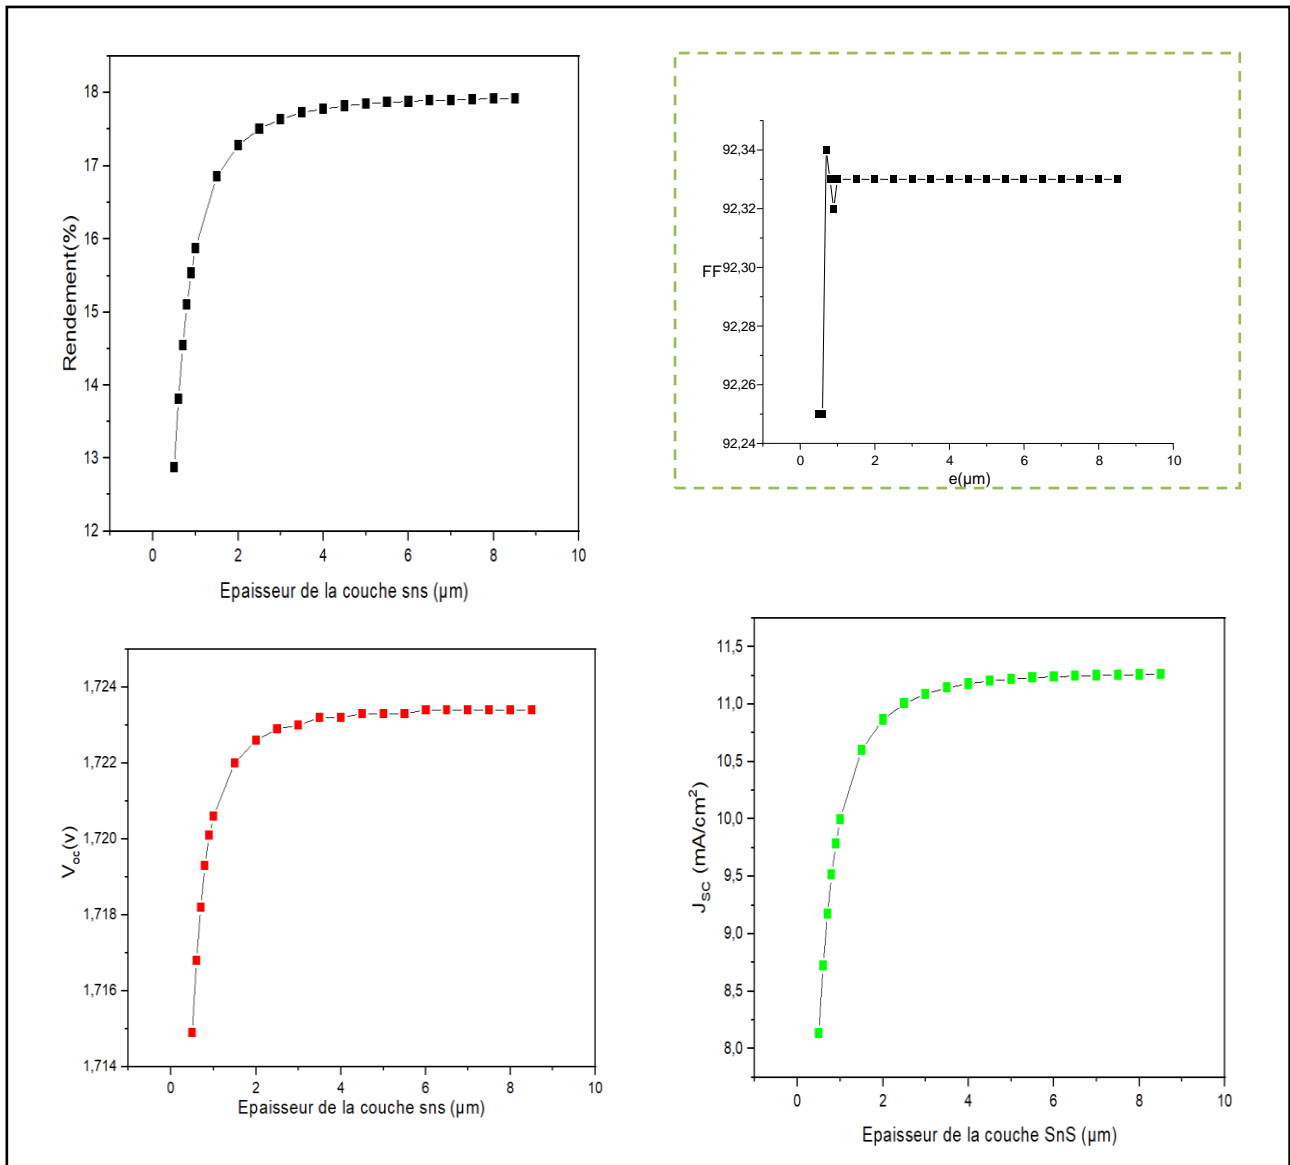 18
17
16
15
14
13
12
Rendement(%)
0 2 4 6 8 10
Epaisseur de la couche sns (µm)
92,34
92,32
92,30
92,28
92,26
92,24
FF
0 2 4 6 8 10
e(µm)
1,724
1,722
1,720
1,718
1,716
1,714
V_oc(v)
0 2 4 6 8 10
Epaisseur de la couche sns (µm)
11,5
11,0
10,5
10,0
9,5
9,0
8,5
8,0
J_SC (mA/cm²)
0 2 4 6 8 10
Epaisseur de la couche SnS (µm)